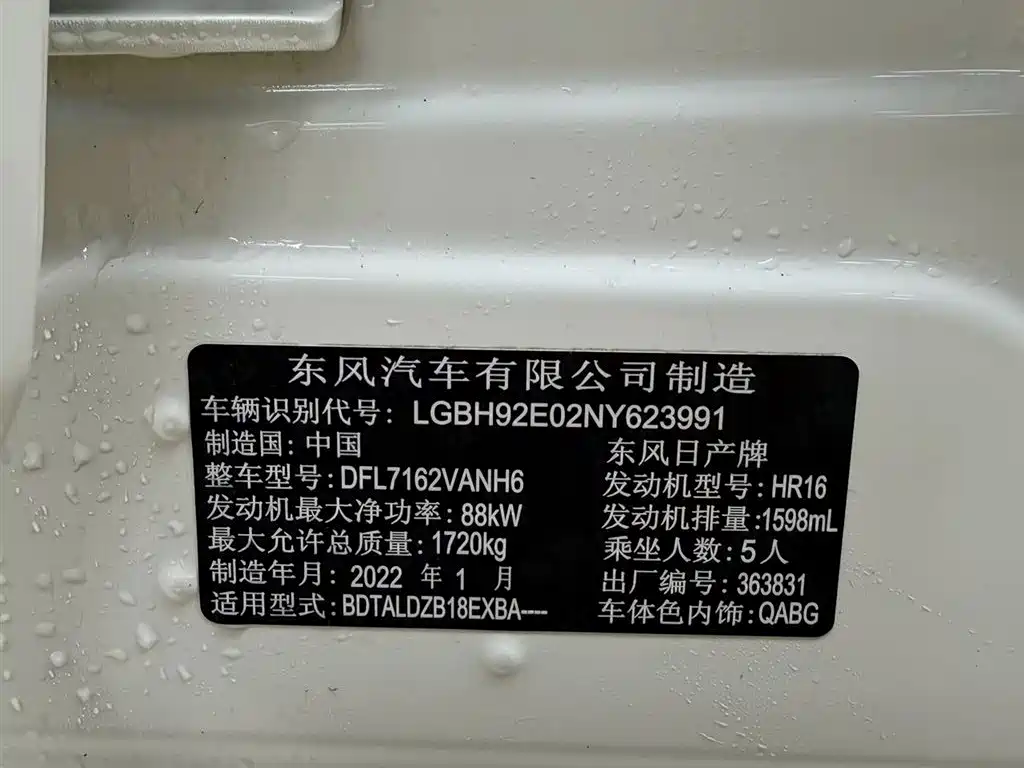 东风汽车有限公司制造
车辆识别代号: LGBH92E02NY623991
制造国: 中国 东风日产牌
整车型号: DFL7162VANH6 发动机型号: HR16
发动机最大净功率: 88kW 发动机排量: 1598mL
最大允许总质量: 1720kg 乘坐人数: 5人
制造年月: 2022 年 1 月 出厂编号: 363831
适用型式: BDTALDZB18EXBA---- 车体色内饰: QABG